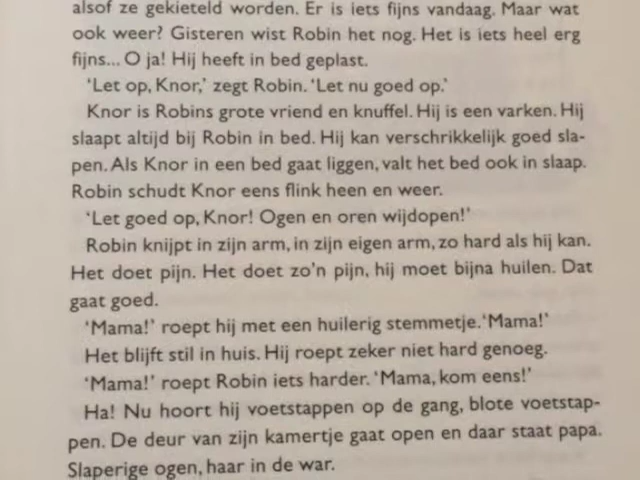 alsof ze gekieteld worden. Er is iets fijns vandaag. Maar wat
ook weer? Gisteren wist Robin het nog. Het is iets heel erg
fijns... O ja! Hij heeft in bed geplast.
‘Let op, Knor,’ zegt Robin. ‘Let nu goed op.’
Knor is Robins grote vriend en knuffel. Hij is een varken. Hij
slaapt altijd bij Robin in bed. Hij kan verschrikkelijk goed sla-
pen. Als Knor in een bed gaat liggen, valt het bed ook in slaap.
Robin schudt Knor eens flink heen en weer.
‘Let goed op, Knor! Ogen en oren wijdopen!’
Robin knijpt in zijn arm, in zijn eigen arm, zo hard als hij kan.
Het doet pijn. Het doet zo’n pijn, hij moet bijna huilen. Dat
gaat goed.
‘Mama!’ roept hij met een huilerig stemmetje. ‘Mama!’
Het blijft stil in huis. Hij roept zeker niet hard genoeg.
‘Mama!’ roept Robin iets harder. ‘Mama, kom eens!’
Ha! Nu hoort hij voetstappen op de gang, blote voetstap-
pen. De deur van zijn kamertje gaat open en daar staat papa.
Slaperige ogen, haar in de war.